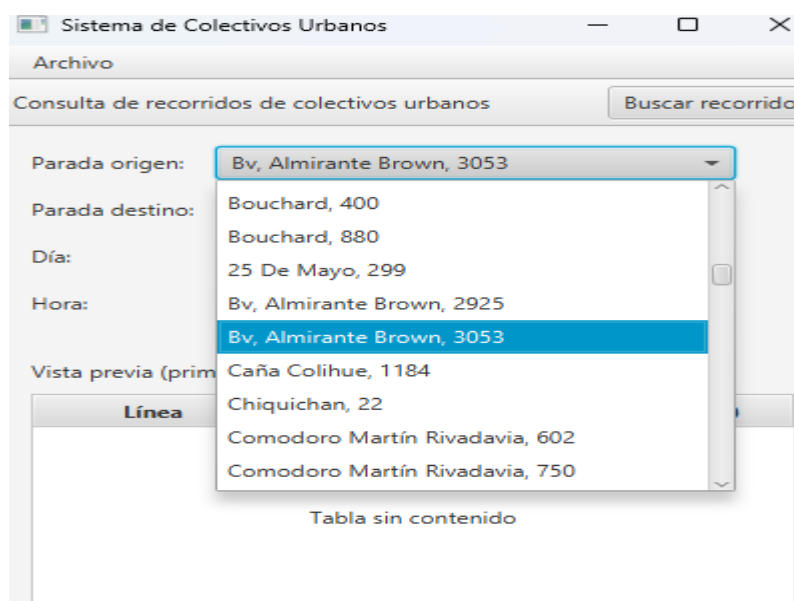 Sistema de Colectivos Urbanos
Archivo
Consulta de recorridos de colectivos urbanos Buscar recorrido
Parada origen: Bv, Almirante Brown, 3053
Parada destino:
Día:
Hora:
Bouchard, 400
Bouchard, 880
25 De Mayo, 299
Bv, Almirante Brown, 2925
Bv, Almirante Brown, 3053
Caña Colihue, 1184
Chiquichan, 22
Comodoro Martín Rivadavia, 602
Comodoro Martín Rivadavia, 750
Vista previa (prim
Línea
Tabla sin contenido